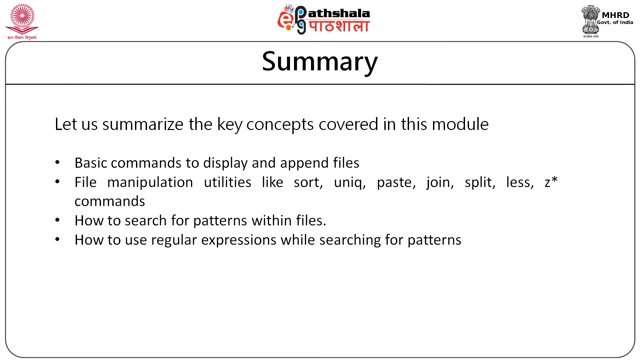 Pathshala
पाठशाला
MHRD
Govt. of India
Summary
Let us summarize the key concepts covered in this module
• Basic commands to display and append files
• File manipulation utilities like sort, uniq, paste, join, split, less, z*
commands
• How to search for patterns within files.
• How to use regular expressions while searching for patterns